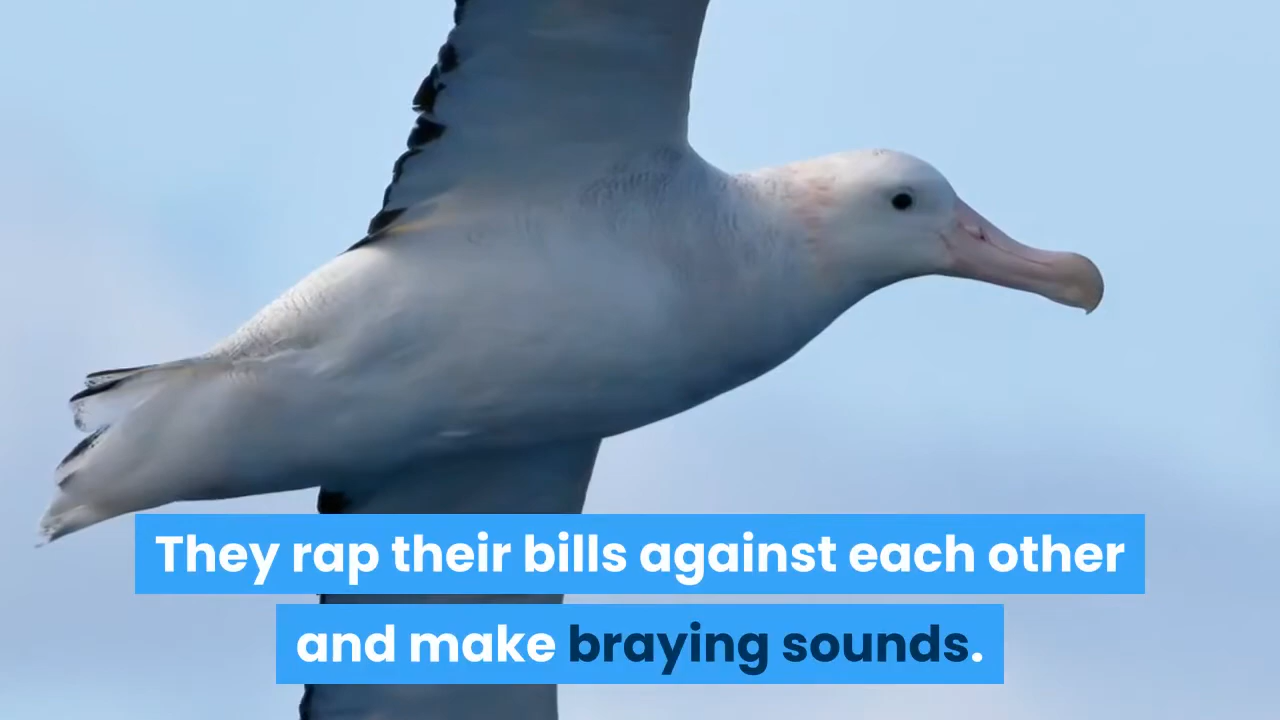 They rap their bills against each other
and make braying sounds.